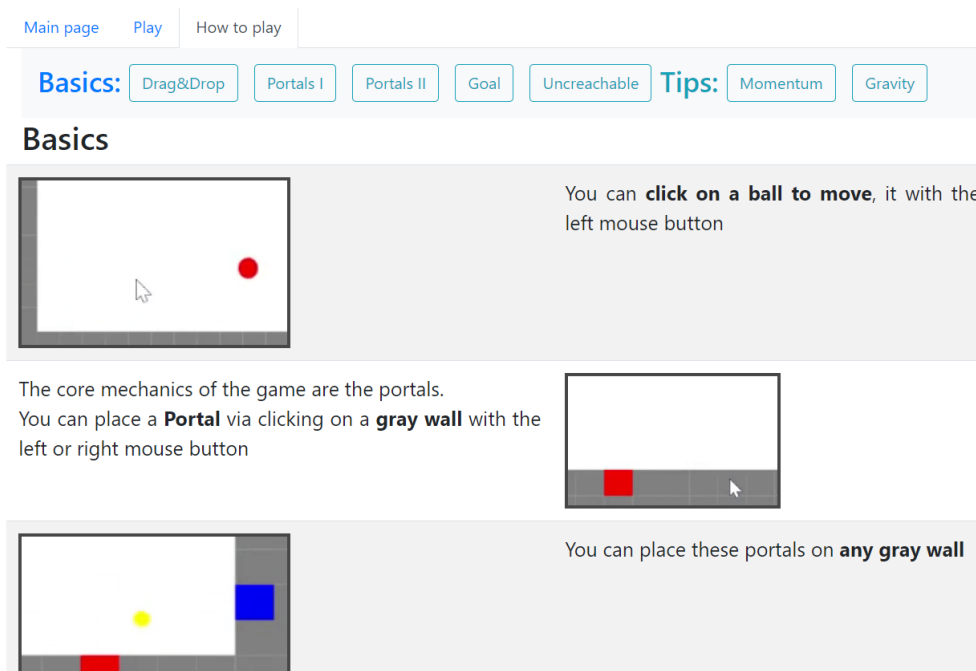 Main page Play How to play
Basics: Drag&Drop Portals I Portals II Goal Uncreachable Tips: Momentum Gravity
Basics
You can click on a ball to move, it with the
left mouse button
The core mechanics of the game are the portals.
You can place a Portal via clicking on a gray wall with the
left or right mouse button
You can place these portals on any gray wall